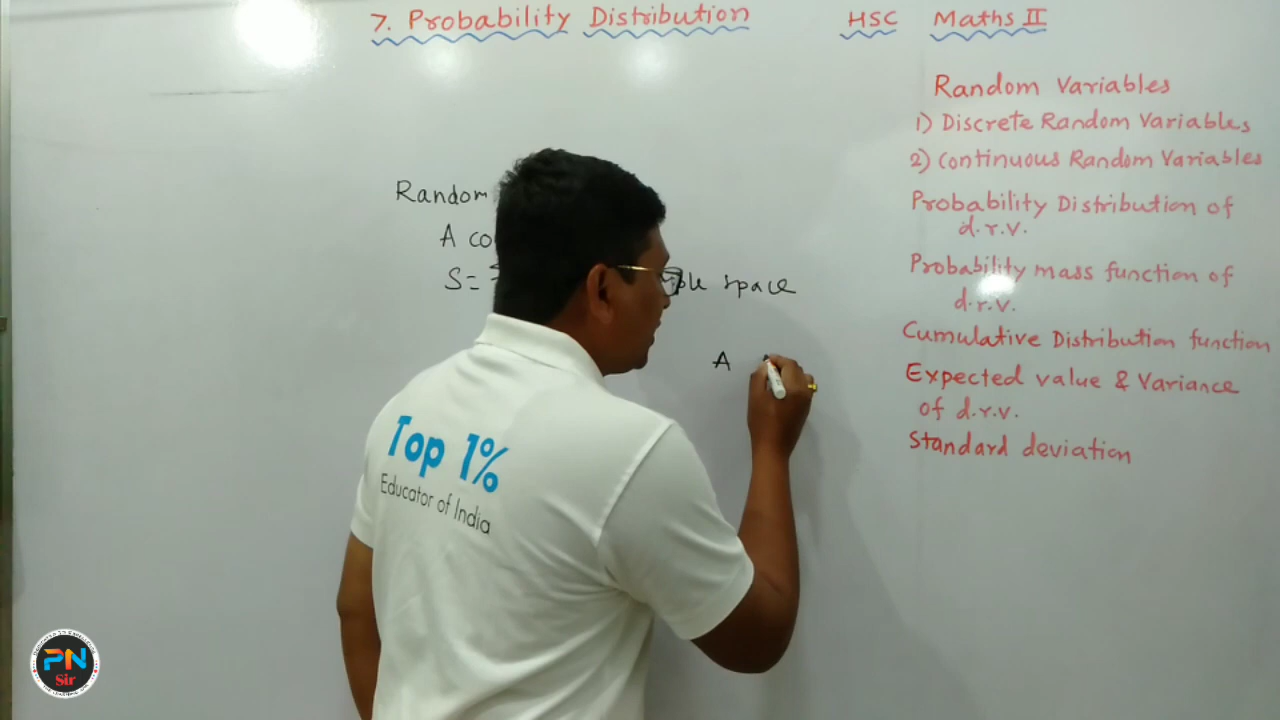 7. Probability Distribution HSC Maths II
Random Variables
1) Discrete Random Variables
2) Continuous Random Variables
Probability Distribution of
d.r.v.
Probability mass function of
d.r.v.
Cumulative Distribution function
Expected value & Variance
of d.r.v.
Standard deviation
Random
A co
S = space
A
Top 1%
Educator of India
PN
Sir